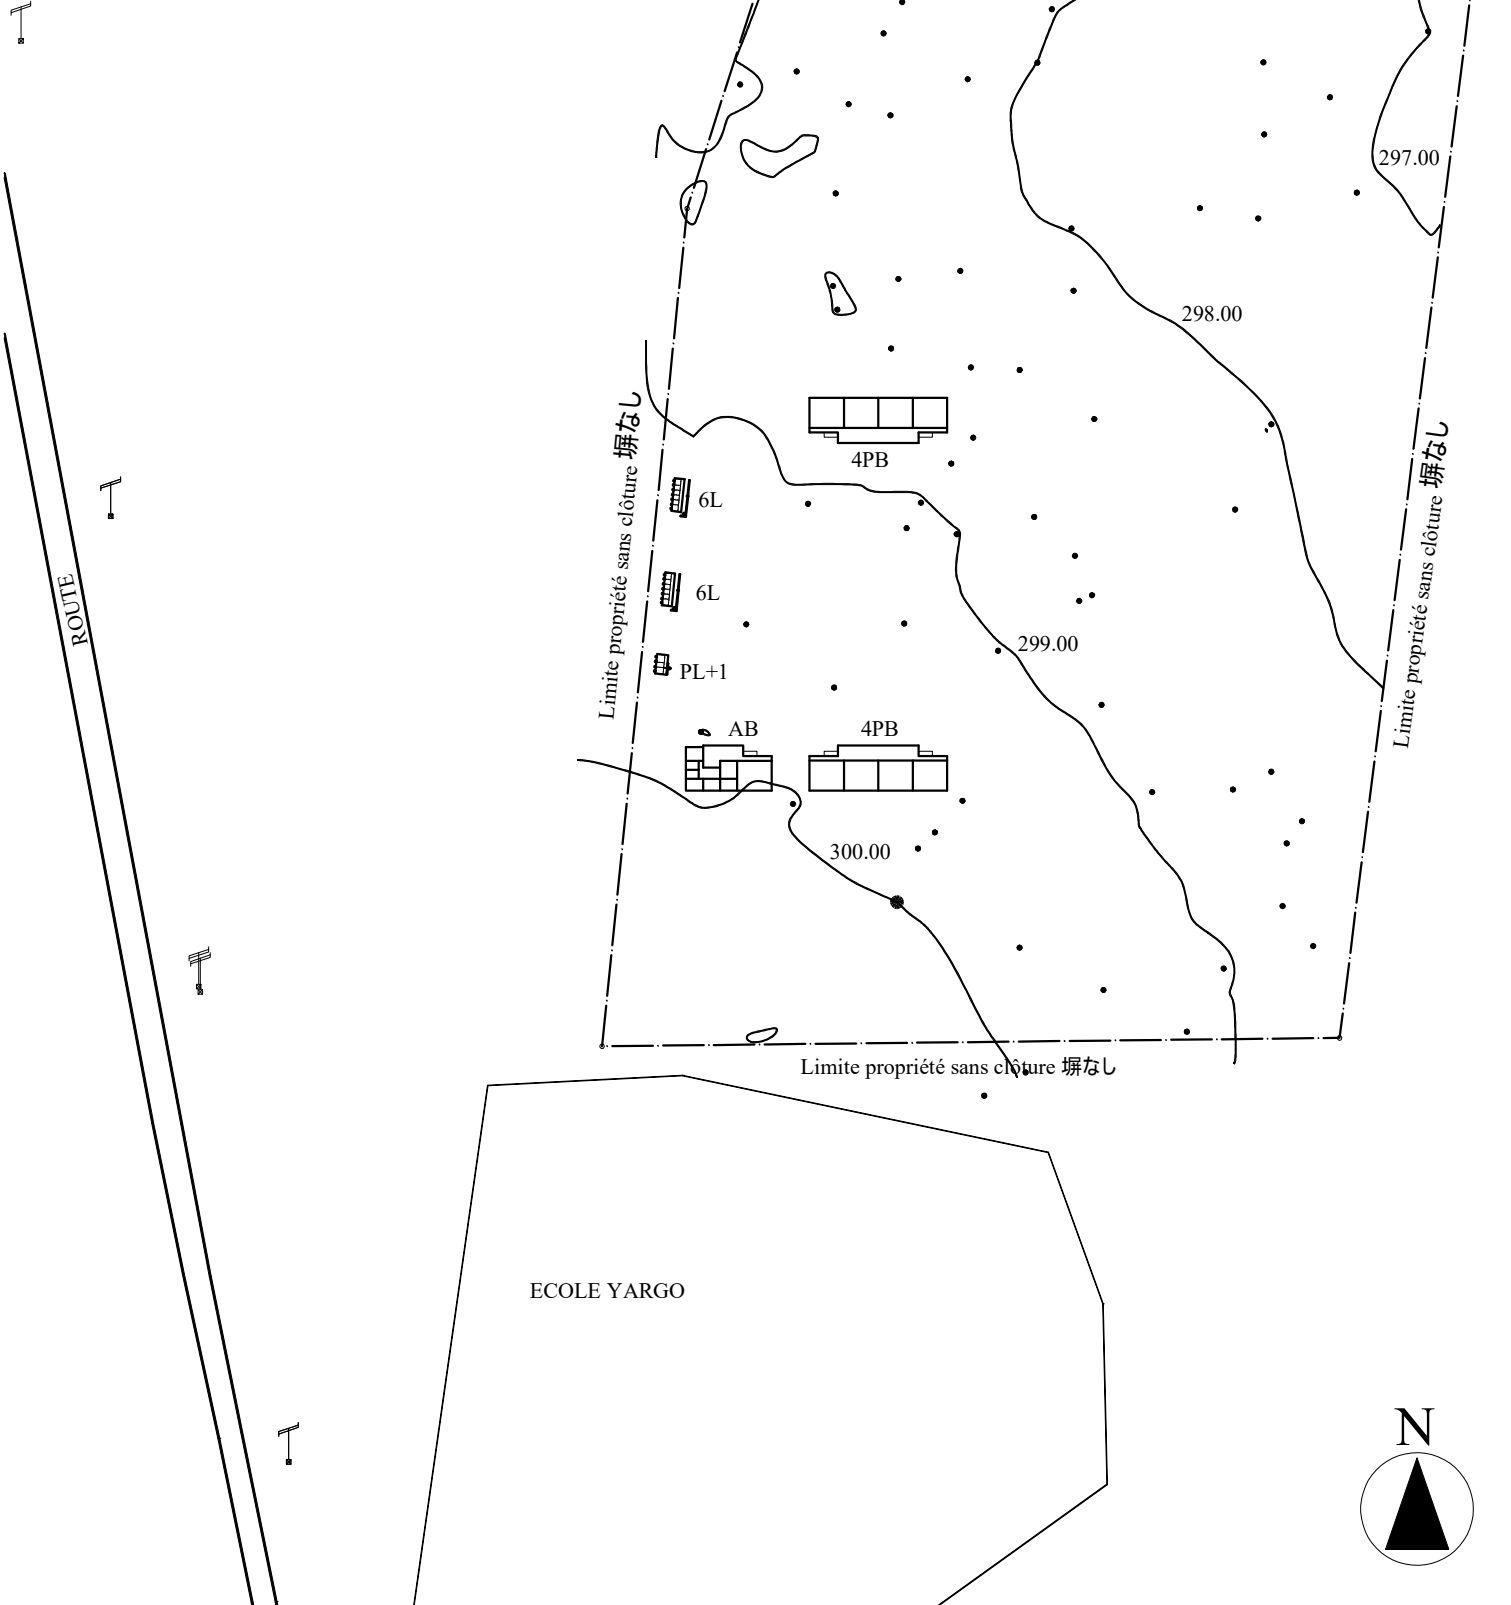 297.00
298.00
Limite propriété sans clôture 塀なし
4PB
Limite propriété sans clôture 塀なし
6L
ROUTE
6L
299.00
PL+1
AB
4PB
300.00
Limite propriété sans clôture 塀なし
ECOLE YARGO
N